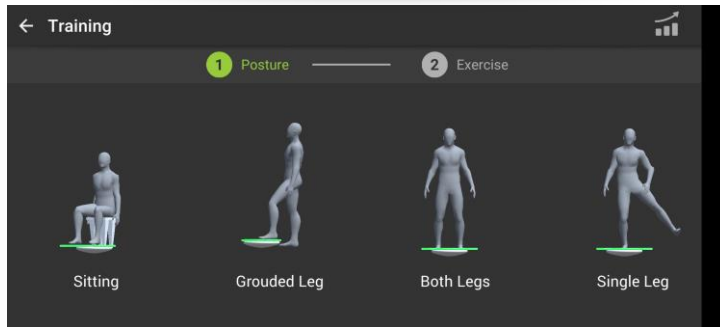 Training
1 Posture 2 Exercise
Sitting Grouded Leg Both Legs Single Leg